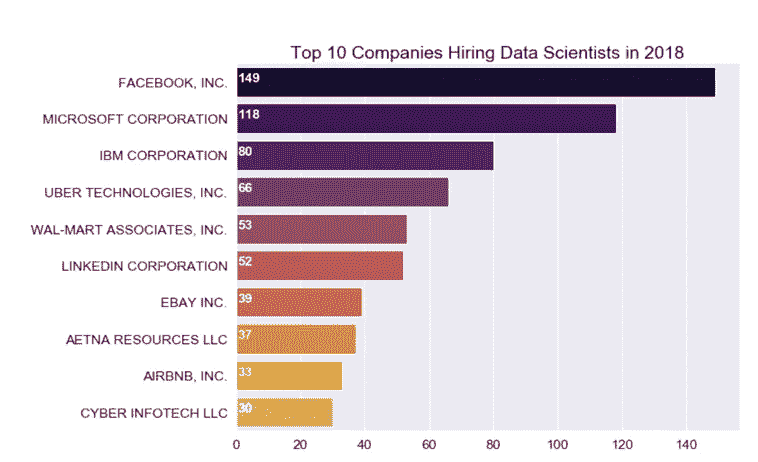 Top 10 Companies Hiring Data Scientists in 2018
FACEBOOK, INC. 149
MICROSOFT CORPORATION 118
IBM CORPORATION 80
UBER TECHNOLOGIES, INC. 66
WAL-MART ASSOCIATES, INC. 53
LINKEDIN CORPORATION 52
EBAY INC. 39
AETNA RESOURCES LLC 37
AIRBNB, INC. 33
CYBER INFOTECH LLC 30
0 20 40 60 80 100 120 140